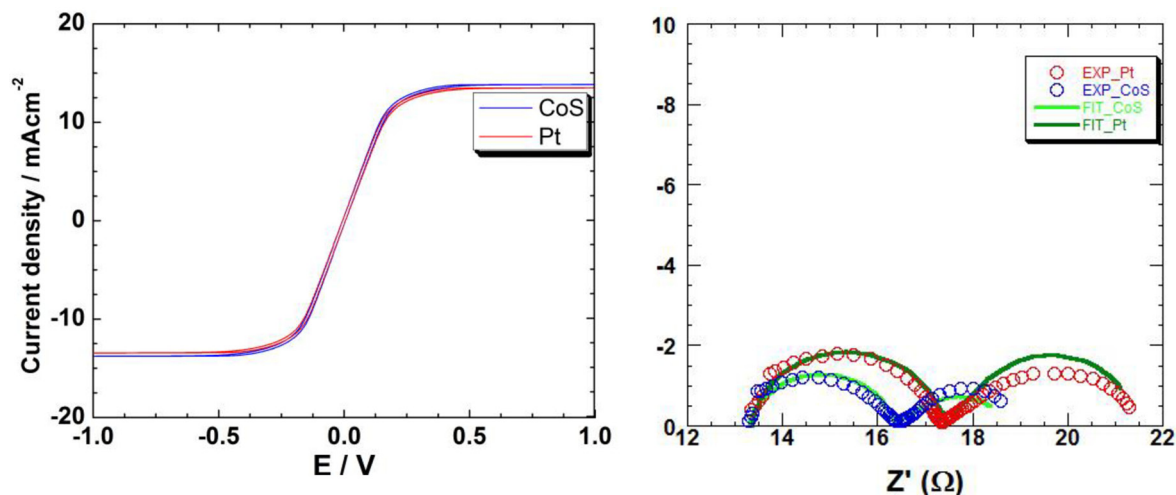 20
10
0
-10
-20
-1.0 -0.5 0.0 0.5 1.0
Current density / mAcm-2
E / V
CoS
Pt
-10
-8
-6
-4
-2
0
12 14 16 18 20 22
Z' (Ω)
EXP_Pt
EXP_CoS
FIT_CoS
FIT_Pt